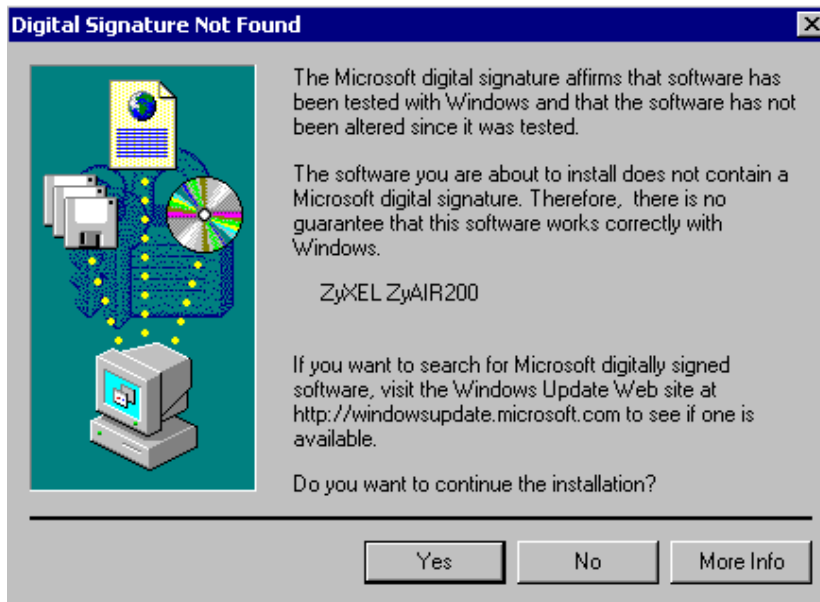 Digital Signature Not Found
The Microsoft digital signature affirms that software has
been tested with Windows and that the software has not
been altered since it was tested.
The software you are about to install does not contain a
Microsoft digital signature. Therefore,  there is no
guarantee that this software works correctly with
Windows.
ZyXEL ZyAIR200
If you want to search for Microsoft digitally signed
software, visit the Windows Update Web site at
http://windowsupdate.microsoft.com to see if one is
available.
Do you want to continue the installation?
Yes
No
More Info